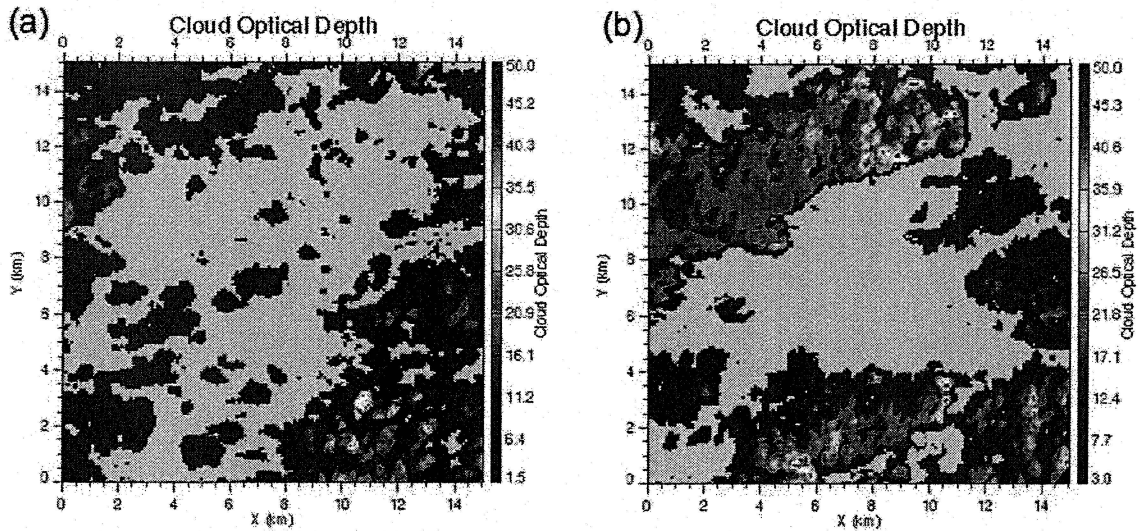 (a)
Cloud Optical Depth
0 2 4 6 8 10 12 14
14
12
10
8
6
4
2
0
Y (km)
0 2 4 6 8 10 12 14
X (km)
50.0
45.2
40.3
35.5
30.6
25.8
20.9
16.1
11.2
6.4
1.5
Cloud Optical Depth
(b)
Cloud Optical Depth
0 2 4 6 8 10 12 14
14
12
10
8
6
4
2
0
Y (km)
0 2 4 6 8 10 12 14
X (km)
50.0
45.3
40.6
35.9
31.2
26.5
21.8
17.1
12.4
7.7
3.0
Cloud Optical Depth